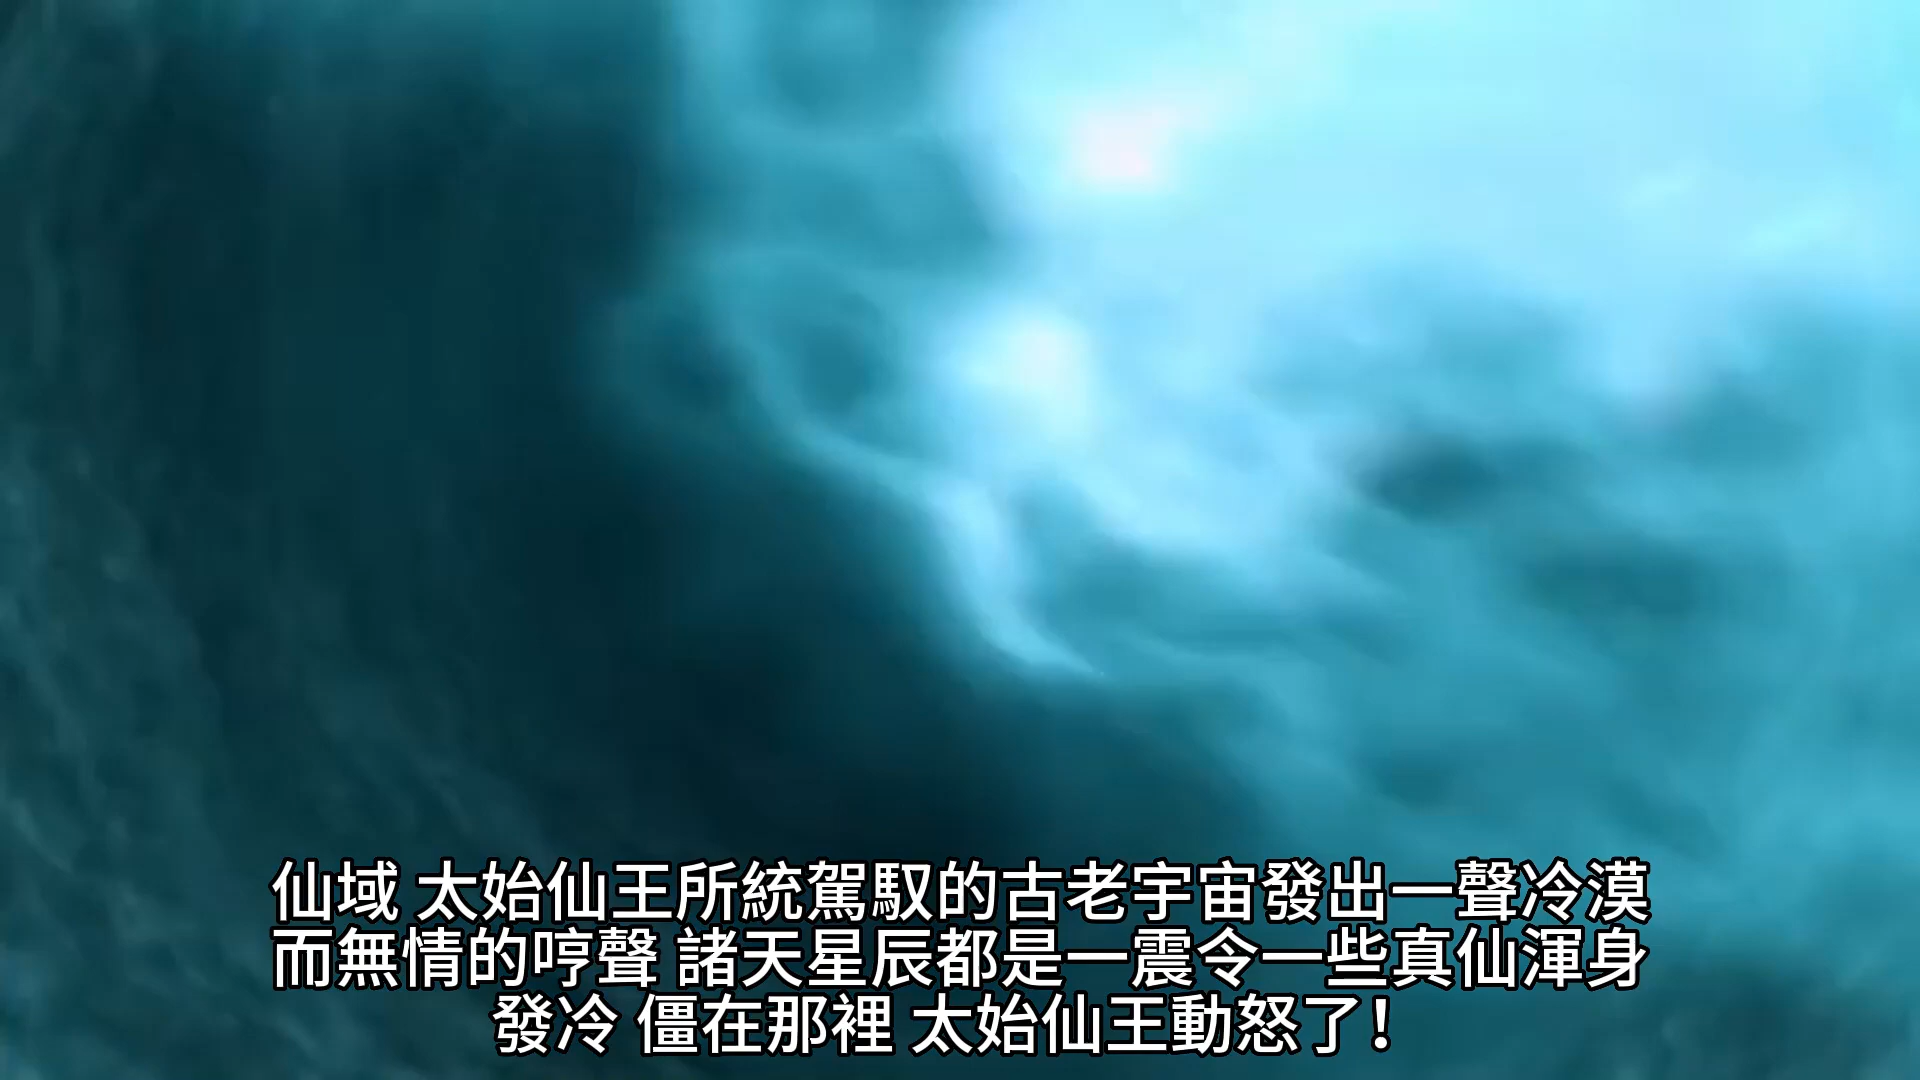 仙域 太始仙王所統駕馭的古老宇宙發出一聲冷漠
而無情的哼聲 諸天星辰都是一震令一些真仙渾身
發冷 僵在那裡 太始仙王動怒了!